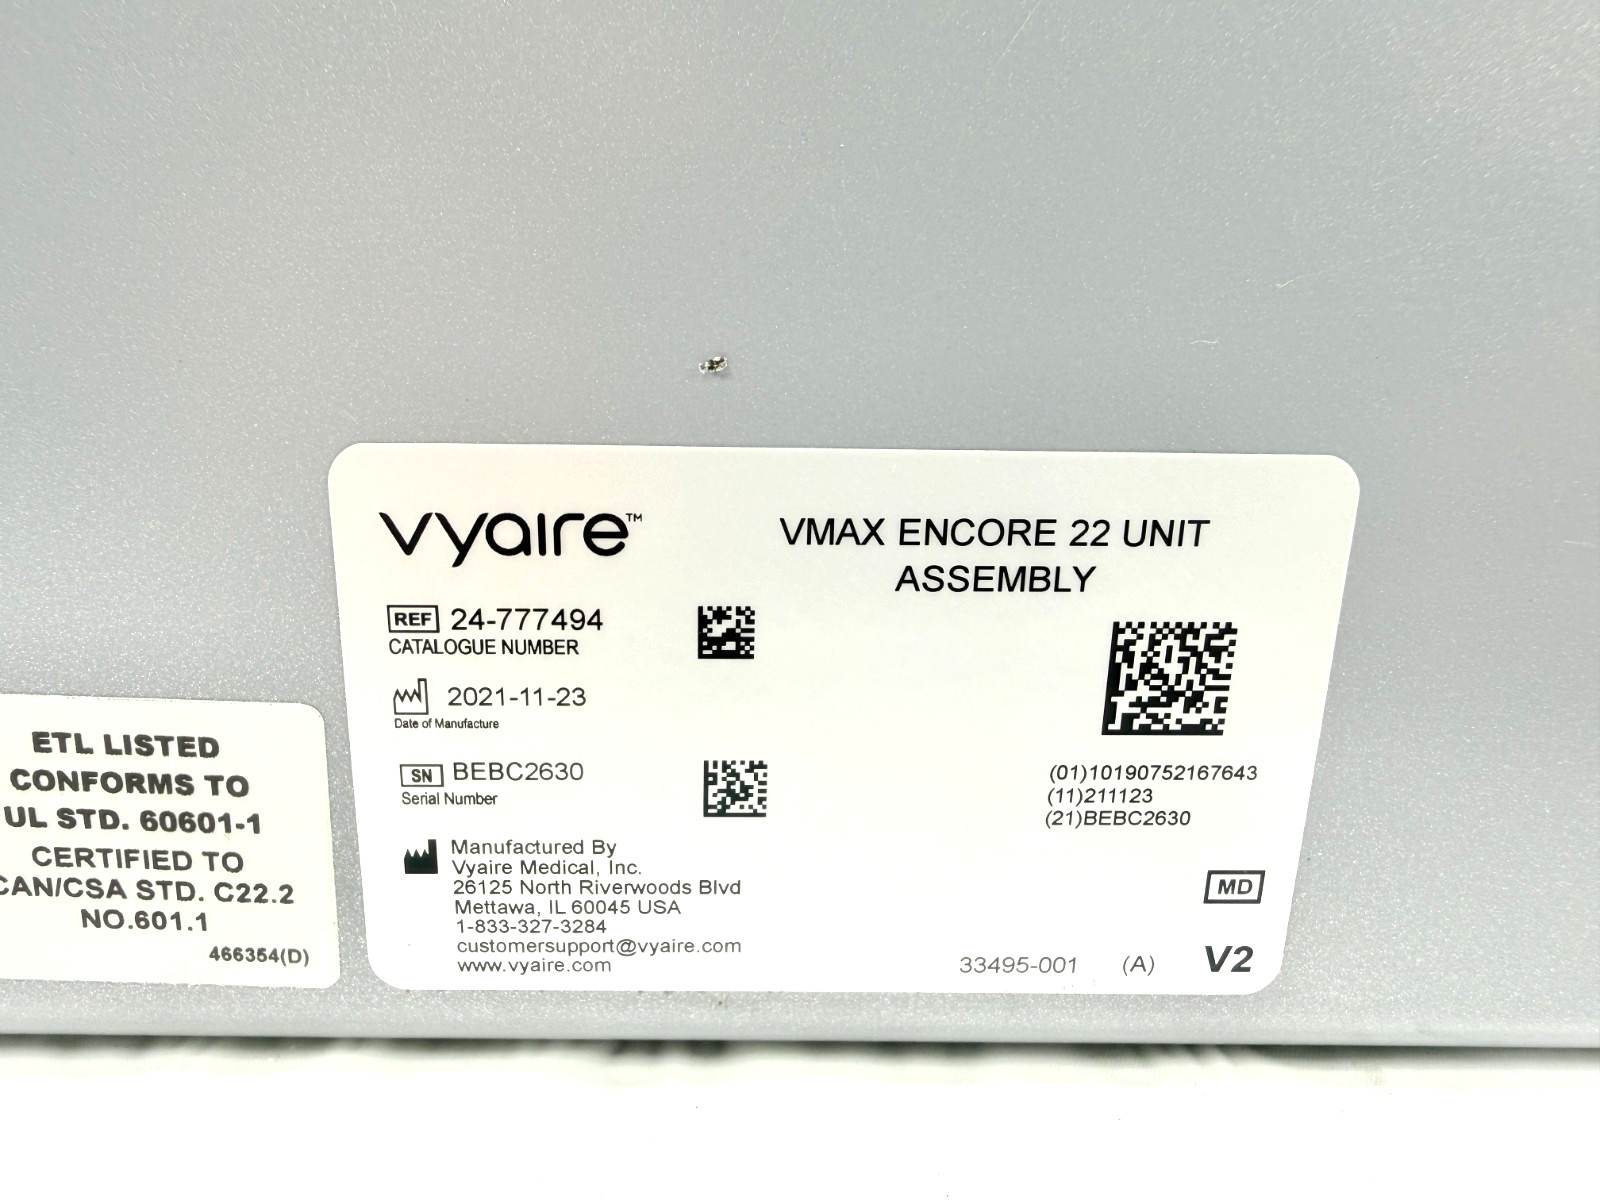 vyaire™
VMAX ENCORE 22 UNIT
ASSEMBLY
REF 24-777494
CATALOGUE NUMBER
2021-11-23
Date of Manufacture
SN BEBC2630
Serial Number
(01)10190752167643
(11)211123
(21)BEBC2630
Manufactured By
Vyaire Medical, Inc.
26125 North Riverwoods Blvd
Mettawa, IL 60045 USA
1-833-327-3284
customersupport@vyaire.com
www.vyaire.com
MD
33495-001 (A) V2
ETL LISTED
CONFORMS TO
UL STD. 60601-1
CERTIFIED TO
CAN/CSA STD. C22.2
NO.601.1
466354(D)